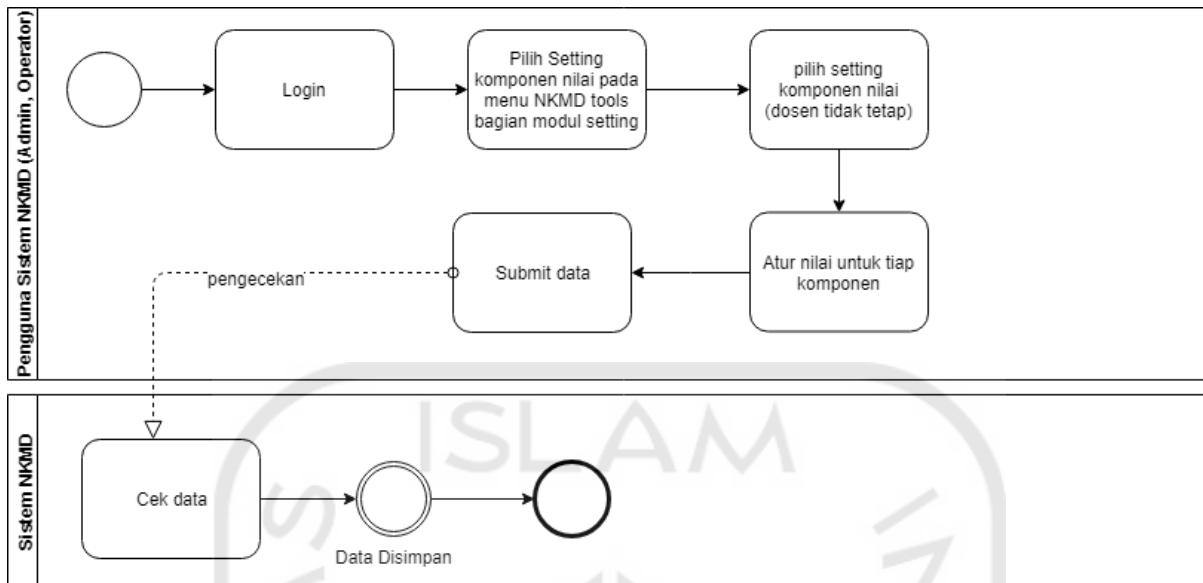 Pengguna Sistem NKMD (Admin, Operator)
Login
Pilih Setting
komponen nilai pada
menu NKMD tools
bagian modul setting
pilih setting
komponen nilai
(dosen tidak tetap)
Atur nilai untuk tiap
komponen
Submit data
pengecekan
Sistem NKMD
Cek data
Data Disimpan
ISLAM